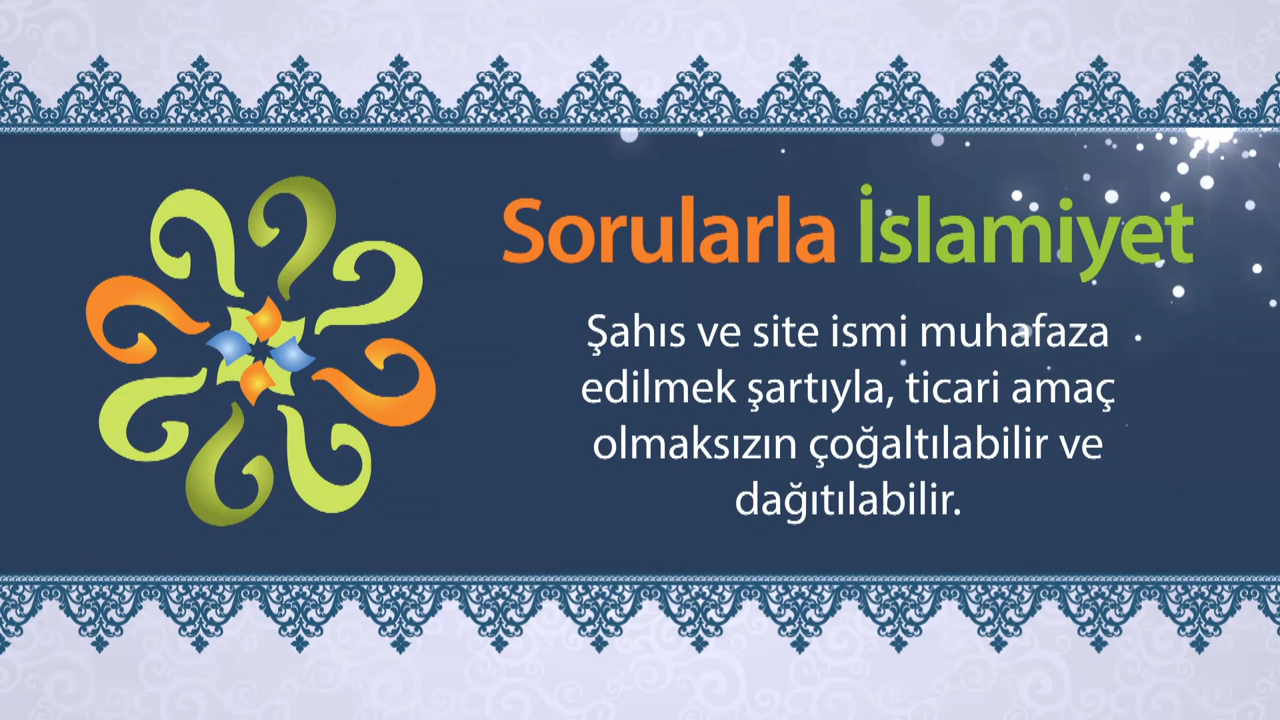 Sorularla İslamiyet
Şahıs ve site ismi muhafaza
edilmek şartıyla, ticari amaç
olmaksızın çoğaltılabilir ve
dağıtılabilir.